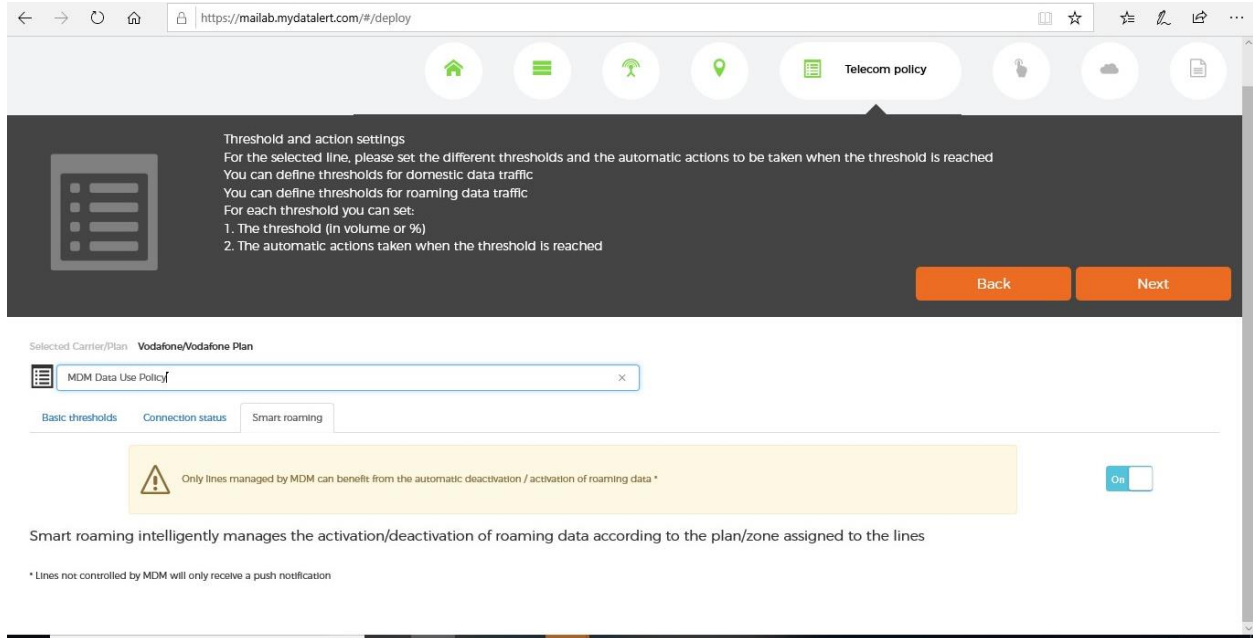 https://mailab.mydatalert.com/#/deploy
Telecom policy
Threshold and action settings
For the selected line, please set the different thresholds and the automatic actions to be taken when the threshold is reached
You can define thresholds for domestic data traffic
You can define thresholds for roaming data traffic
For each threshold you can set:
1. The threshold (in volume or %)
2. The automatic actions taken when the threshold is reached
Back Next
Selected Carrier/Plan Vodafone/Vodafone Plan
MDM Data Use Policy
Basic thresholds Connection status Smart roaming
Only lines managed by MDM can benefit from the automatic deactivation / activation of roaming data *
On
Smart roaming intelligently manages the activation/deactivation of roaming data according to the plan/zone assigned to the lines
* Lines not controlled by MDM will only receive a push notification